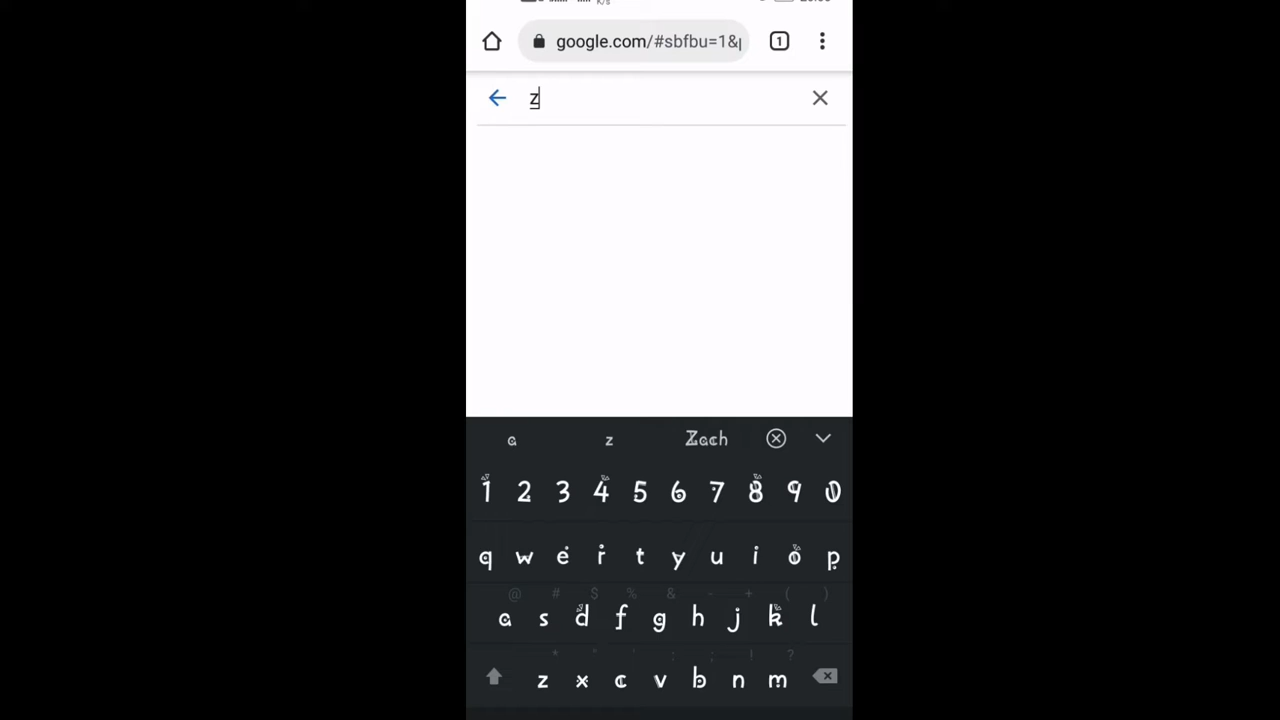 K/s
google.com/#sbfbu=1&p
z
a z Zach
1 2 3 4 5 6 7 8 9 0
q w e r t y u i o p
@ # $ % & - + ( )
a s d f g h j k l
* " ' : ; ! ?
z x c v b n m